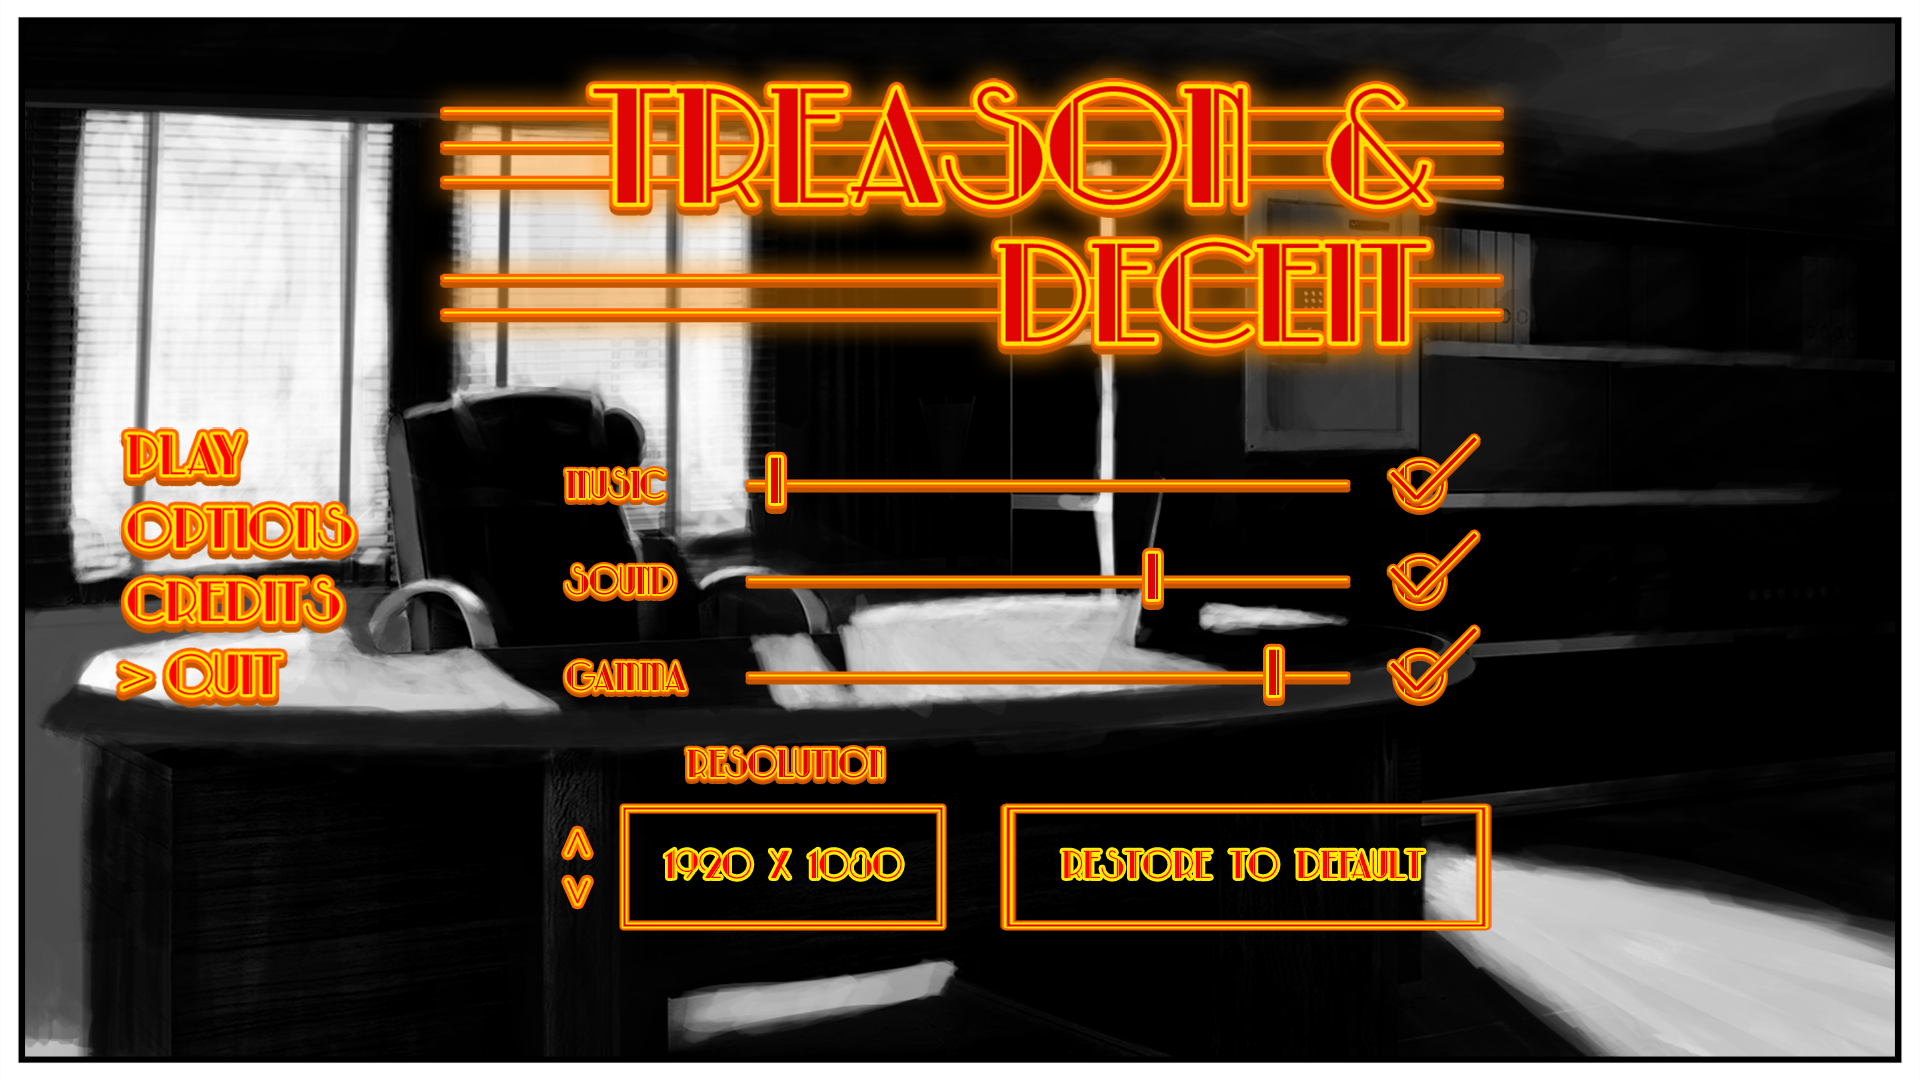 TREASON &
DECEIT
PLAY
OPTIONS
CREDITS
> QUIT
MUSIC
SOUND
GAMMA
RESOLUTION
1920 X 1080
RESTORE TO DEFAULT